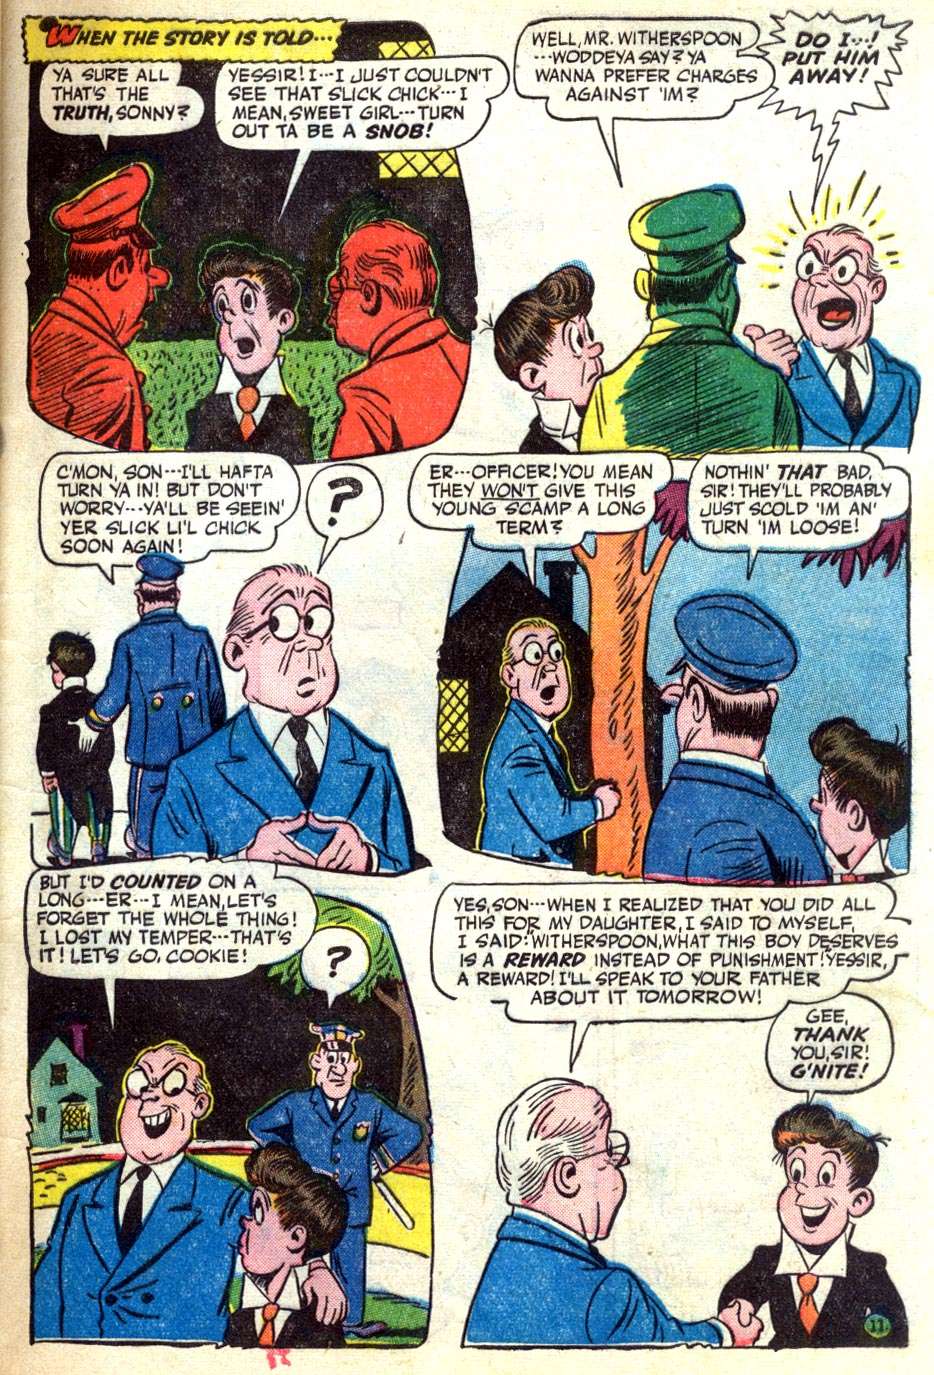 WHEN THE STORY IS TOLD---
YA SURE ALL
THAT'S THE
TRUTH, SONNY?
YESSIR! I---I JUST COULDN'T
SEE THAT SLICK CHICK---I
MEAN, SWEET GIRL---TURN
OUT TA BE A SNOB!
WELL, MR. WITHERSPOON
---WODDEYA SAY? YA
WANNA PREFER CHARGES
AGAINST 'IM?
DO I---!
PUT HIM
AWAY!
C'MON, SON---I'LL HAFTA
TURN YA IN! BUT DON'T
WORRY---YA'LL BE SEEIN'
YER SLICK LI'L CHICK
SOON AGAIN!
?
ER---OFFICER! YOU MEAN
THEY WON'T GIVE THIS
YOUNG SCAMP A LONG
TERM?
NOTHIN' THAT BAD,
SIR! THEY'LL PROBABLY
JUST SCOLD 'IM AN'
TURN 'IM LOOSE!
BUT I'D COUNTED ON A
LONG---ER---I MEAN, LET'S
FORGET THE WHOLE THING!
I LOST MY TEMPER---THAT'S
IT! LET'S GO, COOKIE!
?
YES, SON---WHEN I REALIZED THAT YOU DID ALL
THIS FOR MY DAUGHTER, I SAID TO MYSELF,
I SAID: "WITHERSPOON, WHAT THIS BOY DESERVES
IS A REWARD INSTEAD OF PUNISHMENT! YESSIR,
A REWARD! I'LL SPEAK TO YOUR FATHER
ABOUT IT TOMORROW!
GEE,
THANK
YOU, SIR!
G'NITE!
11